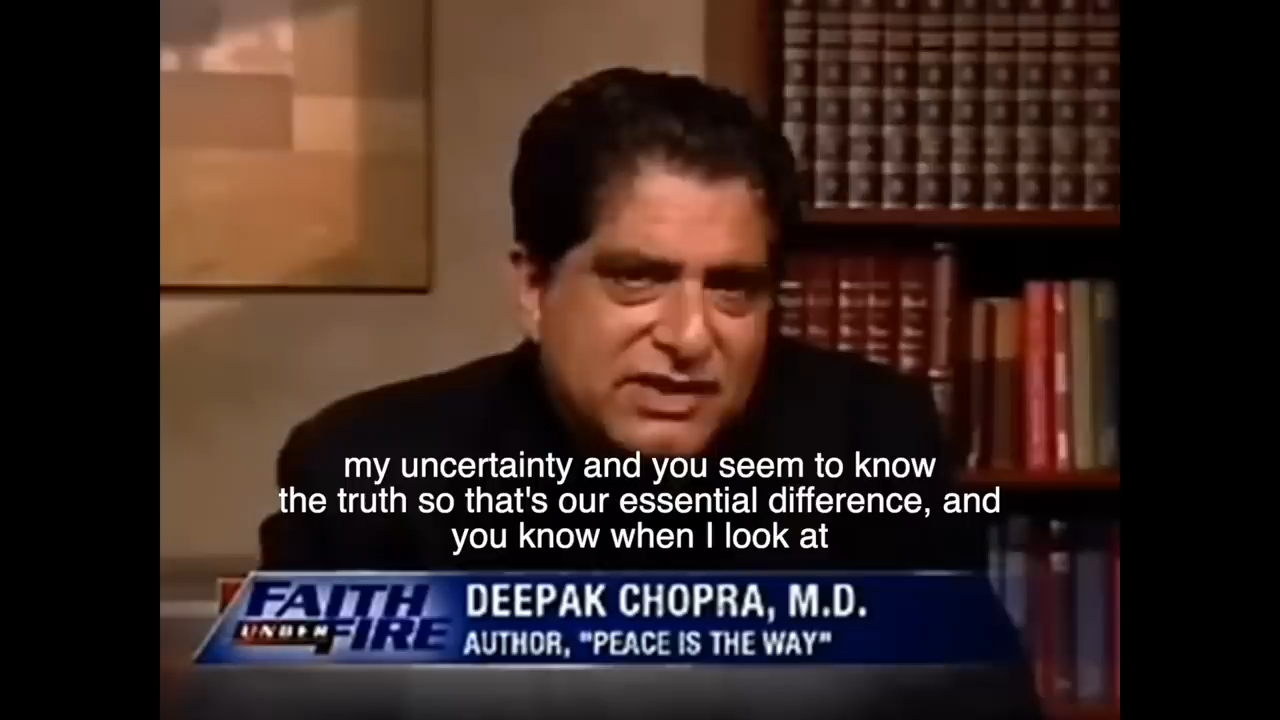 my uncertainty and you seem to know
the truth so that's our essential difference, and
you know when I look at
FAITH
UNDER FIRE
DEEPAK CHOPRA, M.D.
AUTHOR, "PEACE IS THE WAY"